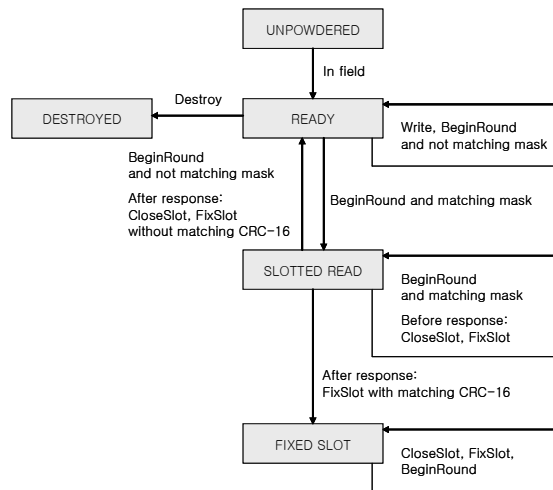 UNPOWDERED
In field
Destroy
DESTROYED
READY
Write, BeginRound
and not matching mask
BeginRound
and not matching mask
After response:
CloseSlot, FixSlot
without matching CRC-16
BeginRound and matching mask
SLOTTED READ
BeginRound
and matching mask
Before response:
CloseSlot, FixSlot
After response:
FixSlot with matching CRC-16
FIXED SLOT
CloseSlot, FixSlot,
BeginRound